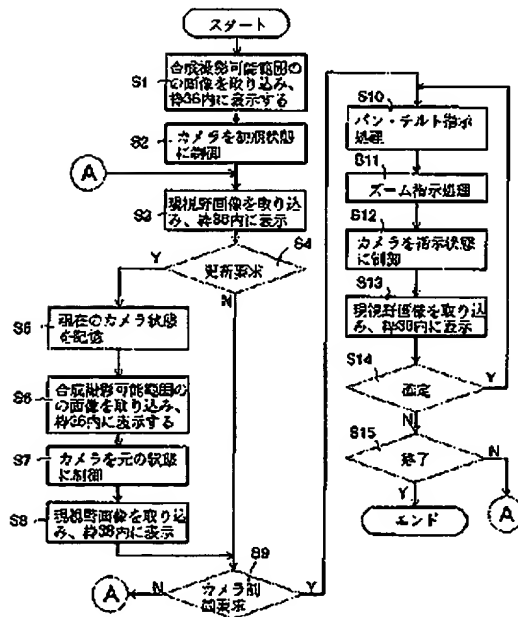 スタート
S1
合成撮影可能範囲の
の画像を取り込み、
枠36内に表示する
S2
カメラを初期状態
に制御
A
S3
現視野画像を取り込
み、枠38内に表示
S4
更新要求
Y
N
S5
現在のカメラ状態
を記憶
S6
合成撮影可能範囲の
の画像を取り込み、
枠36内に表示する
S7
カメラを元の状態
に制御
S8
現視野画像を取り込
み、枠38内に表示
S9
カメラ制
御要求
N
Y
A
S10
パン・チルト指示
処理
S11
ズーム指示処理
S12
カメラを指示状態
に制御
S13
現視野画像を取り込
み、枠38内に表示
S14
Y
N
S15
終了
N
Y
エンド
A